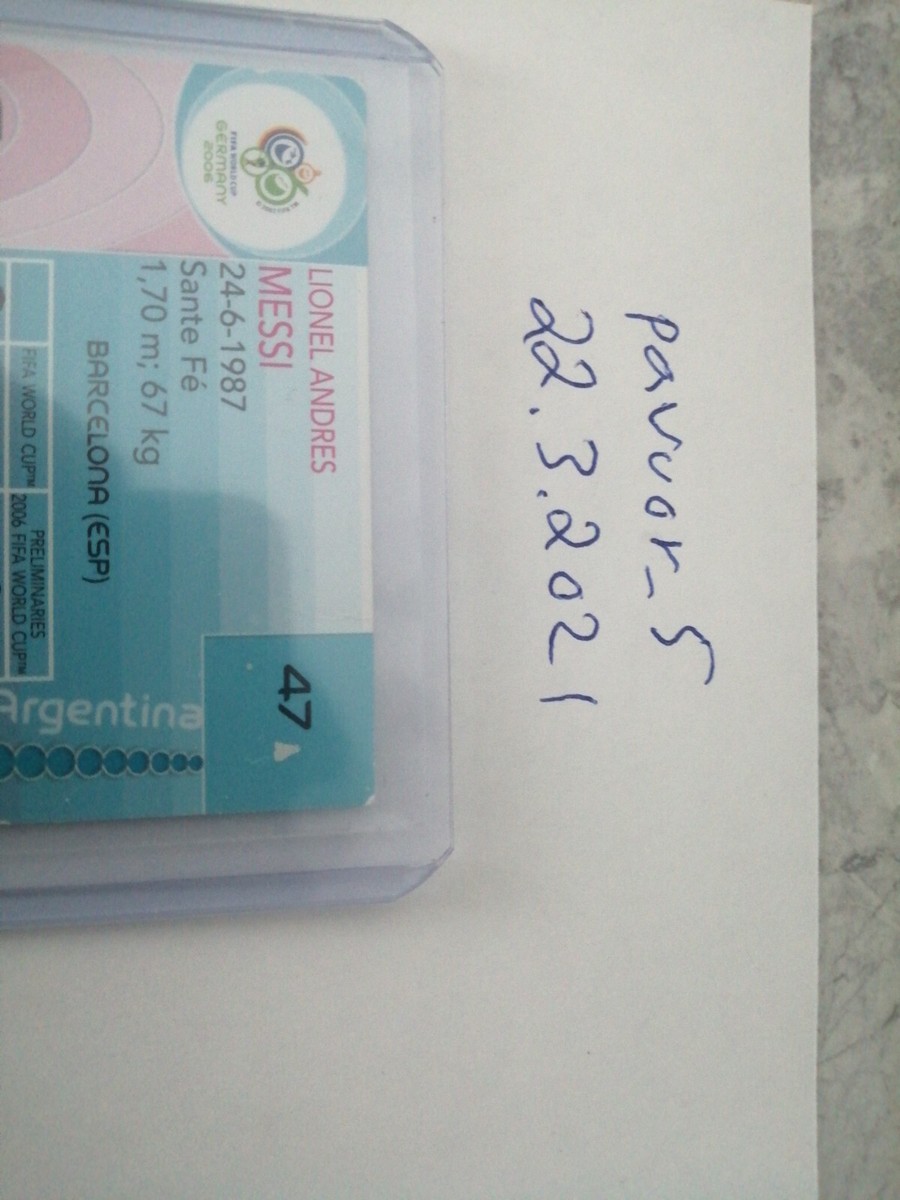 pavvor_5
22.3.2021
FIFA WORLD CUP
GERMANY
2006
LIONEL ANDRES
MESSI
24-6-1987
Sante Fé
1,70 m; 67 kg
BARCELONA (ESP)
47
FIFA WORLD CUP™
PRELIMINARIES
2006 FIFA WORLD CUP™
Argentina